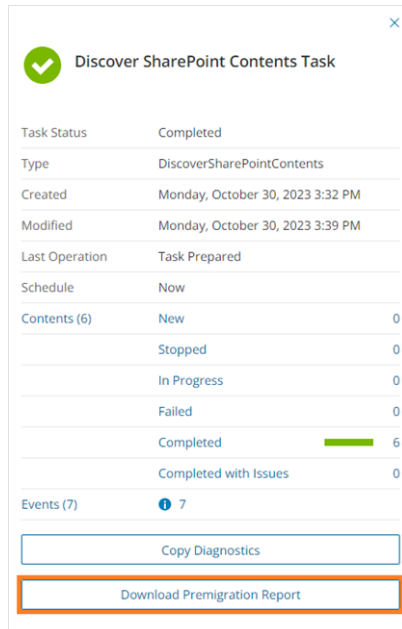 Discover SharePoint Contents Task
Task Status Completed
Type DiscoverSharePointContents
Created Monday, October 30, 2023 3:32 PM
Modified Monday, October 30, 2023 3:39 PM
Last Operation Task Prepared
Schedule Now
Contents (6) New 0
Stopped 0
In Progress 0
Failed 0
Completed 6
Completed with Issues 0
Events (7) 7
Copy Diagnostics
Download Premigration Report